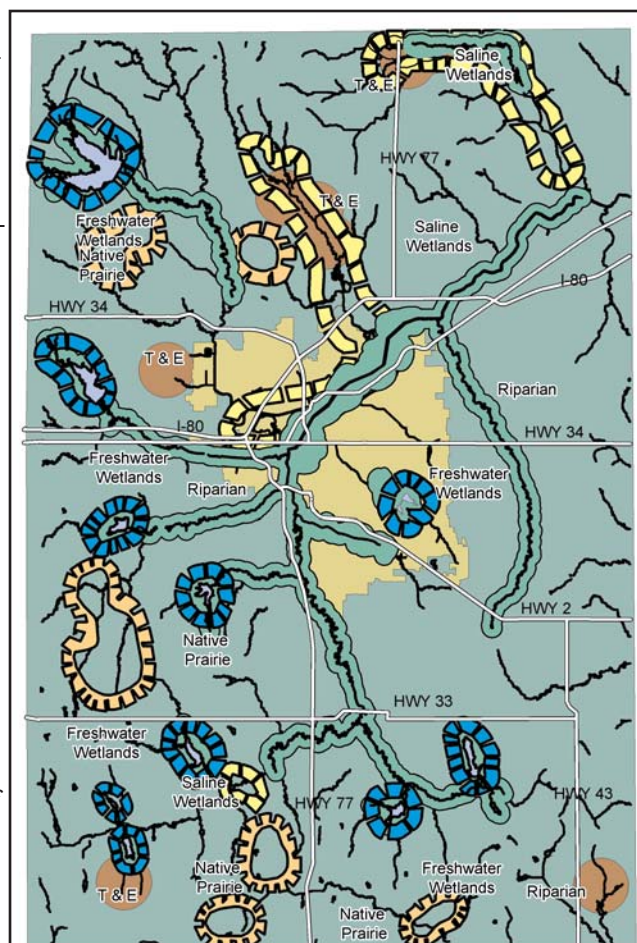 Saline
Wetlands
T & E
HWY 77
T & E
Freshwater
Wetlands
Native
Prairie
Saline
Wetlands
I-80
HWY 34
T & E
Riparian
I-80
HWY 34
Freshwater
Wetlands
Freshwater
Wetlands
Riparian
HWY 2
Native
Prairie
HWY 33
Freshwater
Wetlands
Saline
Wetlands
HWY 77
HWY 43
T & E
Native
Prairie
Freshwater
Wetlands
Riparian
Native
Prairie